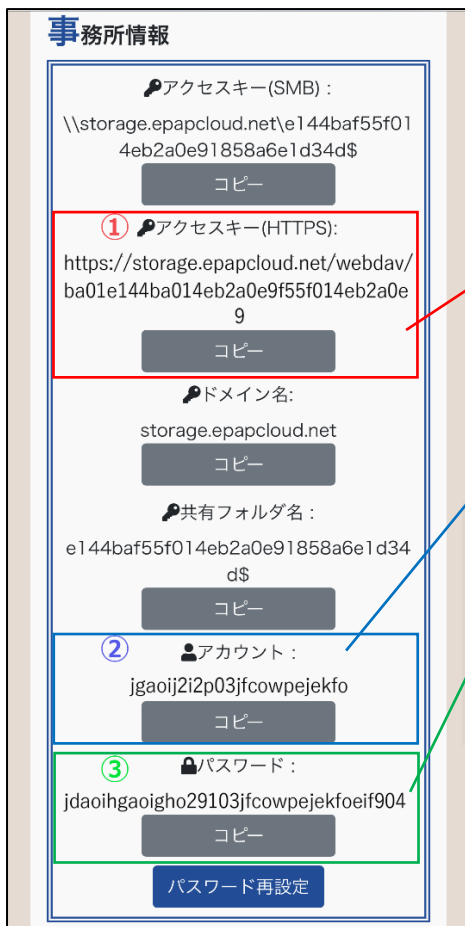 事務所情報
アクセスキー(SMB) :
\\storage.epapcloud.net\e144baf55f01
4eb2a0e91858a6e1d34d$
コピー
① アクセスキー(HTTPS):
https://storage.epapcloud.net/webdav/
ba01e144ba014eb2a0e9f55f014eb2a0e
9
コピー
ドメイン名:
storage.epapcloud.net
コピー
共有フォルダ名 :
e144baf55f014eb2a0e91858a6e1d34
d$
コピー
② アカウント :
jgaoij2i2p03jfcowpejekfo
コピー
③ パスワード :
jdaoihgaoigho29103jfcowpejekfoeif904
コピー
パスワード再設定